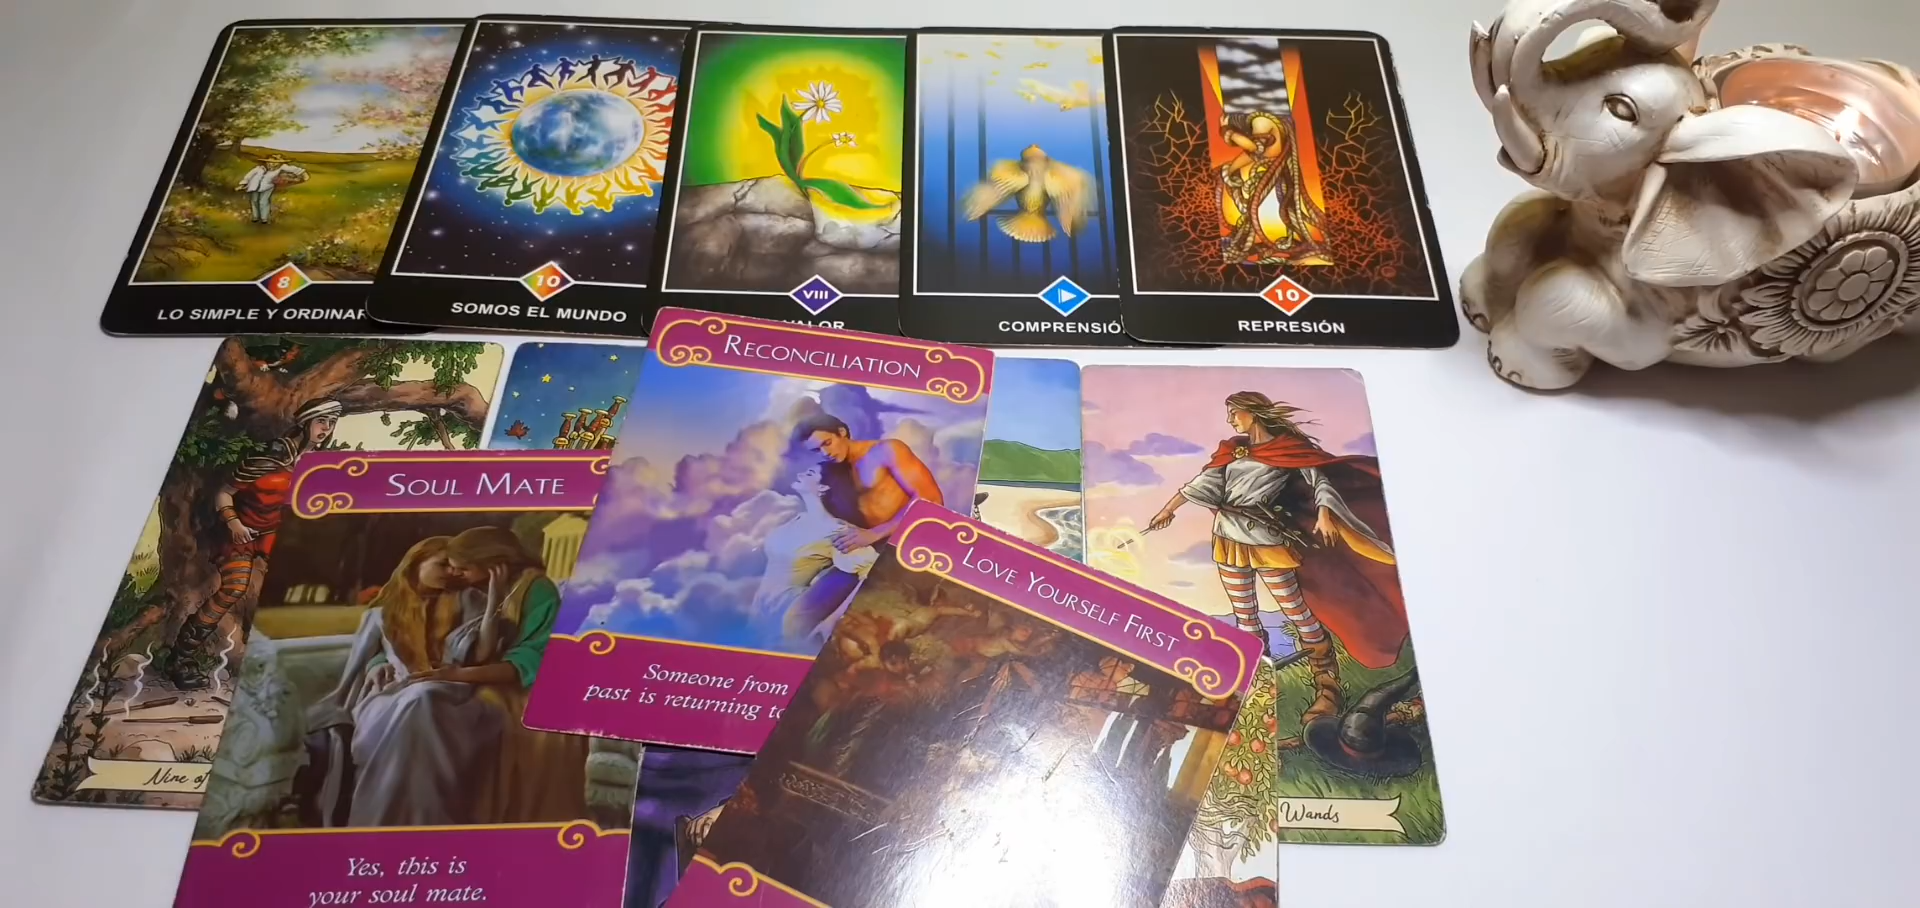 8
LO SIMPLE Y ORDINAR
10
SOMOS EL MUNDO
VIII
VALOR
COMPRENSIÓ
10
REPRESIÓN
RECONCILIATION
Someone from
past is returning to
SOUL MATE
Yes, this is
your soul mate.
LOVE YOURSELF FIRST
Nine of
Wands